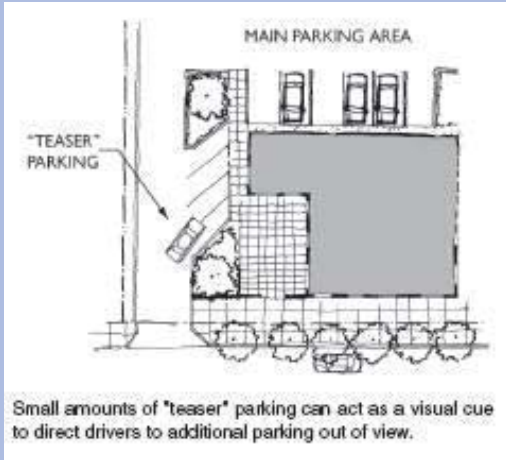 MAIN PARKING AREA
"TEASER"
PARKING
Small amounts of "teaser" parking can act as a visual cue
to direct drivers to additional parking out of view.